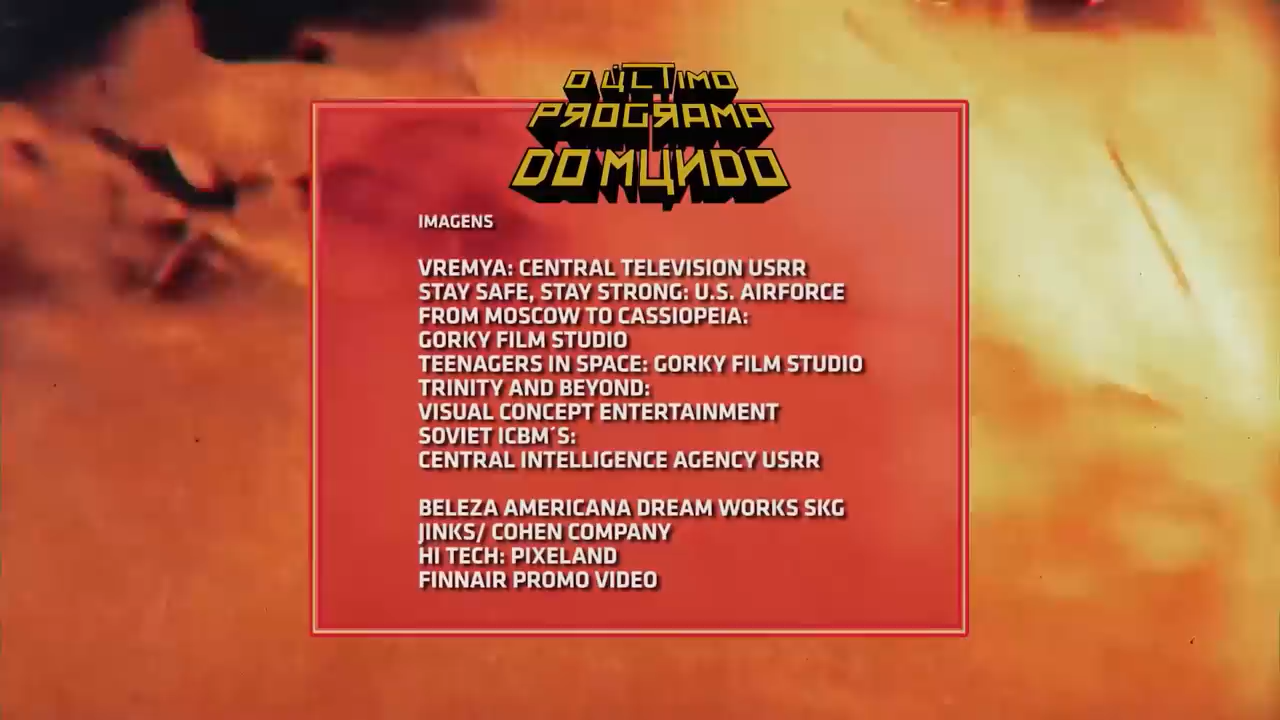 O ÚLTIMO
PROGRAMA
DO MUNDO
IMAGENS
VREMYA: CENTRAL TELEVISION USRR
STAY SAFE, STAY STRONG: U.S. AIRFORCE
FROM MOSCOW TO CASSIOPEIA:
GORKY FILM STUDIO
TEENAGERS IN SPACE: GORKY FILM STUDIO
TRINITY AND BEYOND:
VISUAL CONCEPT ENTERTAINMENT
SOVIET ICBM´S:
CENTRAL INTELLIGENCE AGENCY USRR
BELEZA AMERICANA DREAM WORKS SKG
JINKS/ COHEN COMPANY
HI TECH: PIXELAND
FINNAIR PROMO VIDEO